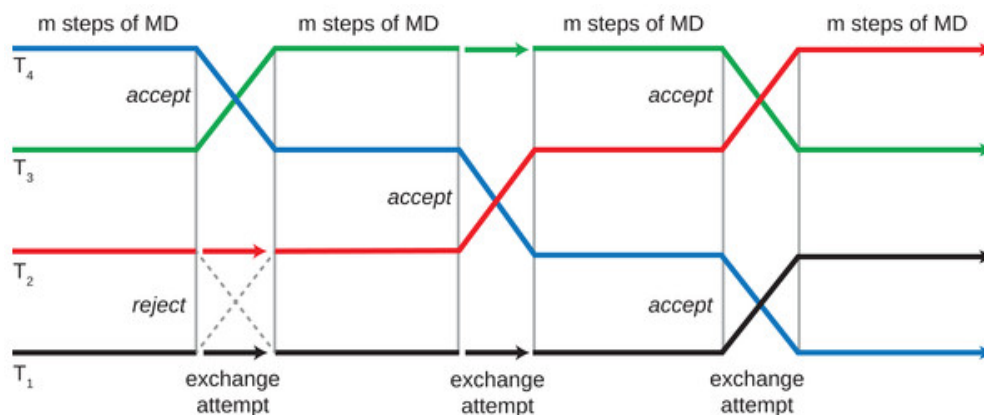 m steps of MD m steps of MD m steps of MD m steps of MD
T4
accept accept
T3
accept
T2
reject accept
T1
exchange exchange exchange
attempt attempt attempt